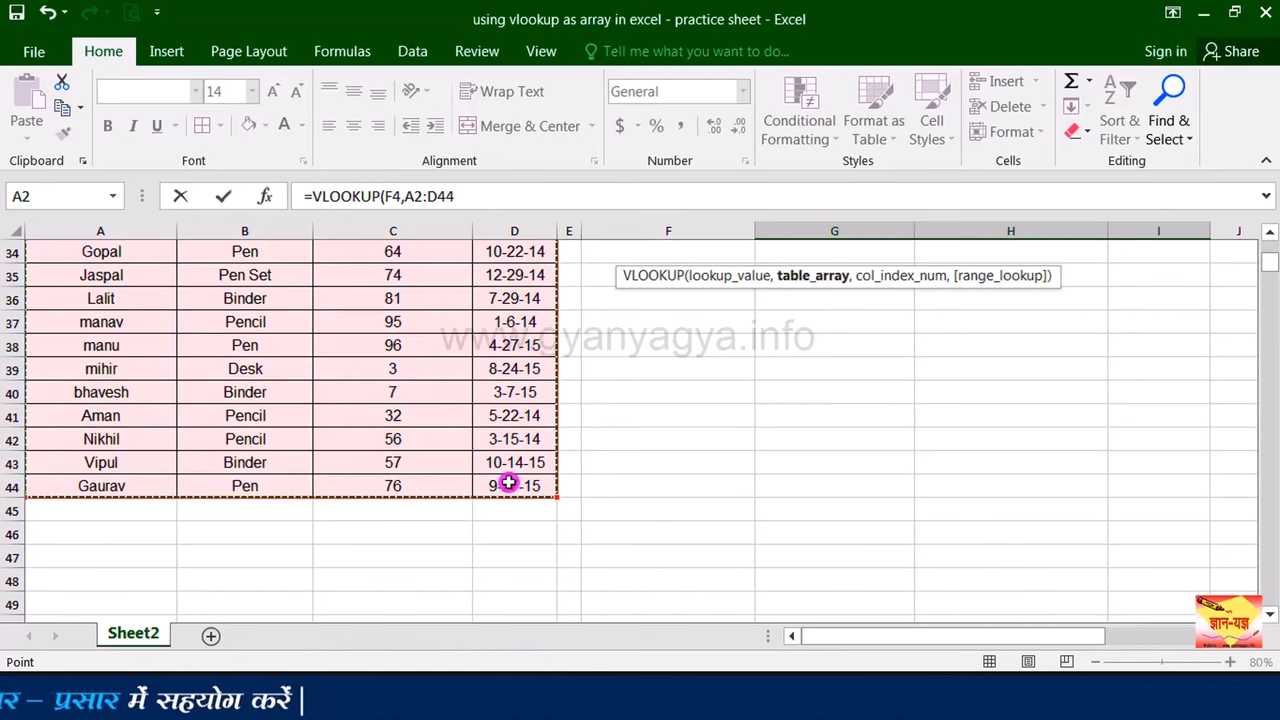 using vlookup as array in excel - practice sheet - Excel
File Home Insert Page Layout Formulas Data Review View Tell me what you want to do... Sign in Share
Paste
14
Wrap Text
Merge & Center
General
Conditional Formatting
Format as Table
Cell Styles
Insert
Delete
Format
Sort & Filter
Find & Select
Clipboard Font Alignment Number Styles Cells Editing
A2 =VLOOKUP(F4,A2:D44
A B C D E F G H I J
34 Gopal Pen 64 10-22-14
35 Jaspal Pen Set 74 12-29-14
VLOOKUP(lookup_value, table_array, col_index_num, [range_lookup])
36 Lalit Binder 81 7-29-14
37 manav Pencil 95 1-6-14
www.gyanyagya.info
38 manu Pen 96 4-27-15
39 mihir Desk 3 8-24-15
40 bhavesh Binder 7 3-7-15
41 Aman Pencil 32 5-22-14
42 Nikhil Pencil 56 3-15-14
43 Vipul Binder 57 10-14-15
44 Gaurav Pen 76
45
46
47
48
49
ज्ञान-यज्ञ
Sheet2
Point 80%
– प्रसार में सहयोग करें |